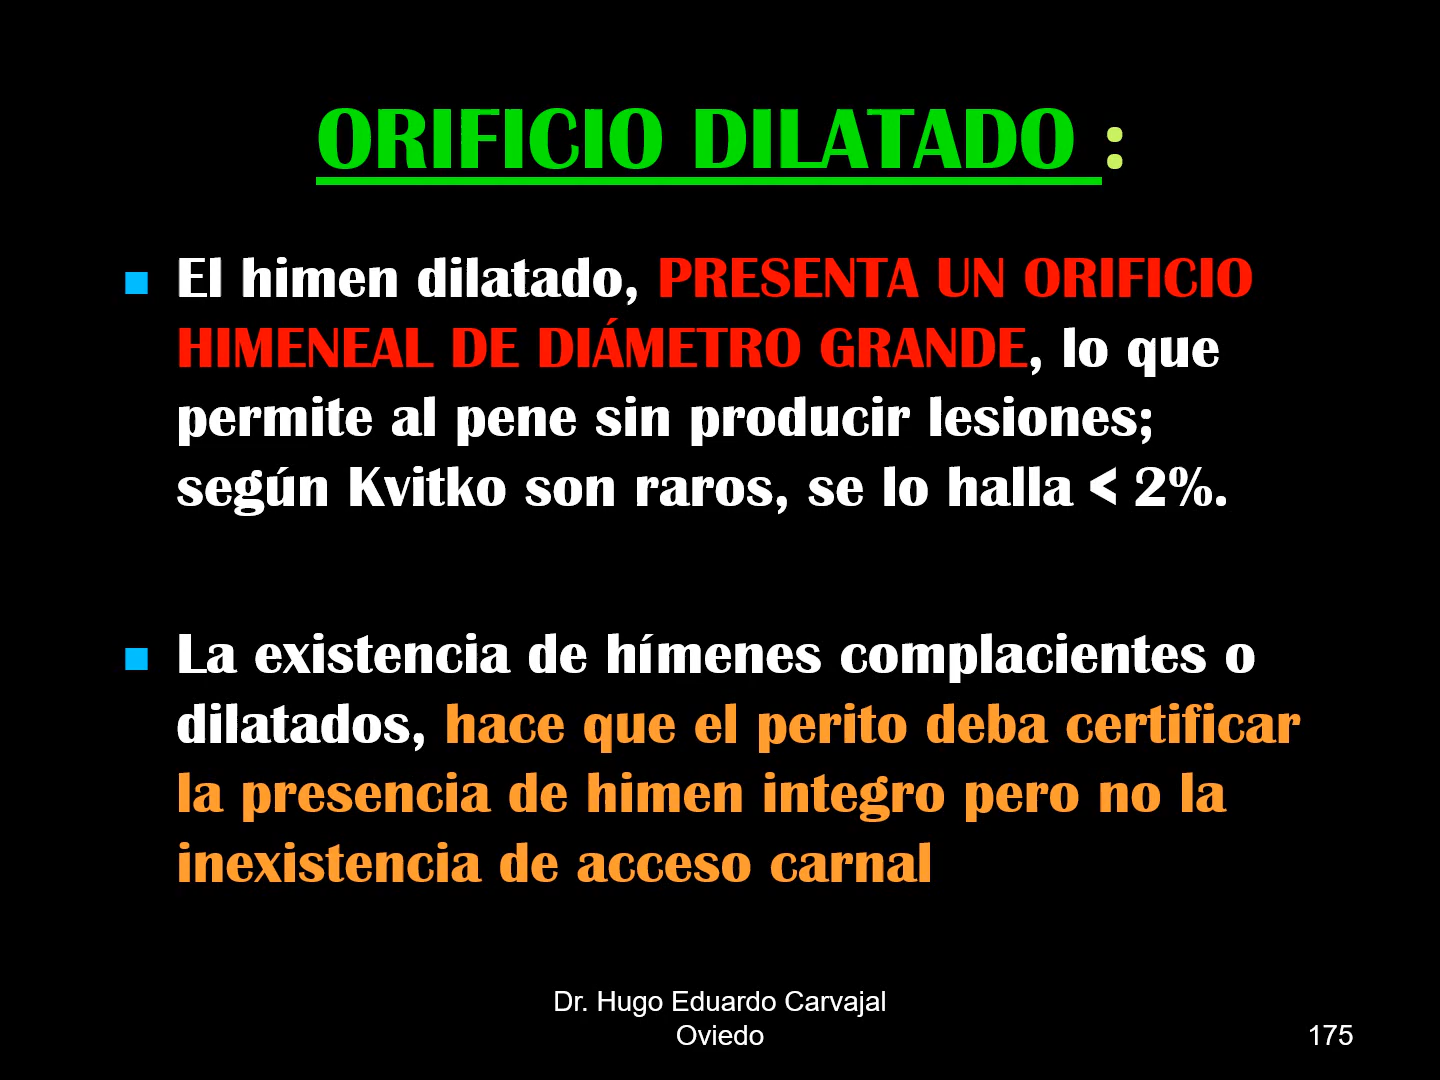 ORIFICIO DILATADO :
El himen dilatado, PRESENTA UN ORIFICIO
HIMENEAL DE DIÁMETRO GRANDE, lo que
permite al pene sin producir lesiones;
según Kvitko son raros, se lo halla < 2%.
La existencia de hímenes complacientes o
dilatados, hace que el perito deba certificar
la presencia de himen integro pero no la
inexistencia de acceso carnal
Dr. Hugo Eduardo Carvajal
Oviedo
175